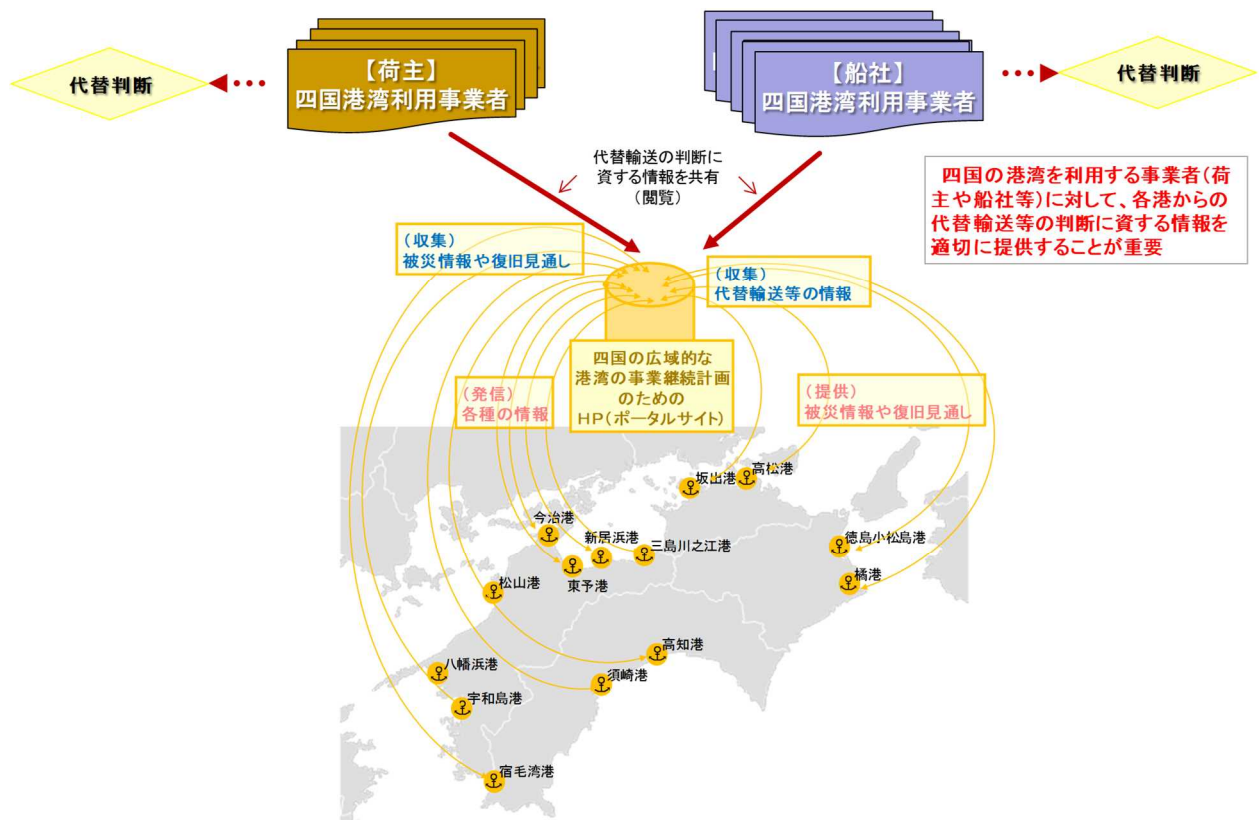 代替判断
【荷主】
四国港湾利用事業者
【船社】
四国港湾利用事業者
代替判断
代替輸送の判断に
資する情報を共有
（閲覧）
四国の港湾を利用する事業者（荷
主や船社等）に対して、各港からの
代替輸送等の判断に資する情報を
適切に提供することが重要
（収集）
被災情報や復旧見通し
（収集）
代替輸送等の情報
四国の広域的な
港湾の事業継続計画
のための
ＨＰ（ポータルサイト）
（発信）
各種の情報
（提供）
被災情報や復旧見通し
高松港
坂出港
今治港
新居浜港
三島川之江港
徳島小松島港
東予港
橘港
松山港
高知港
八幡浜港
須崎港
宇和島港
宿毛湾港